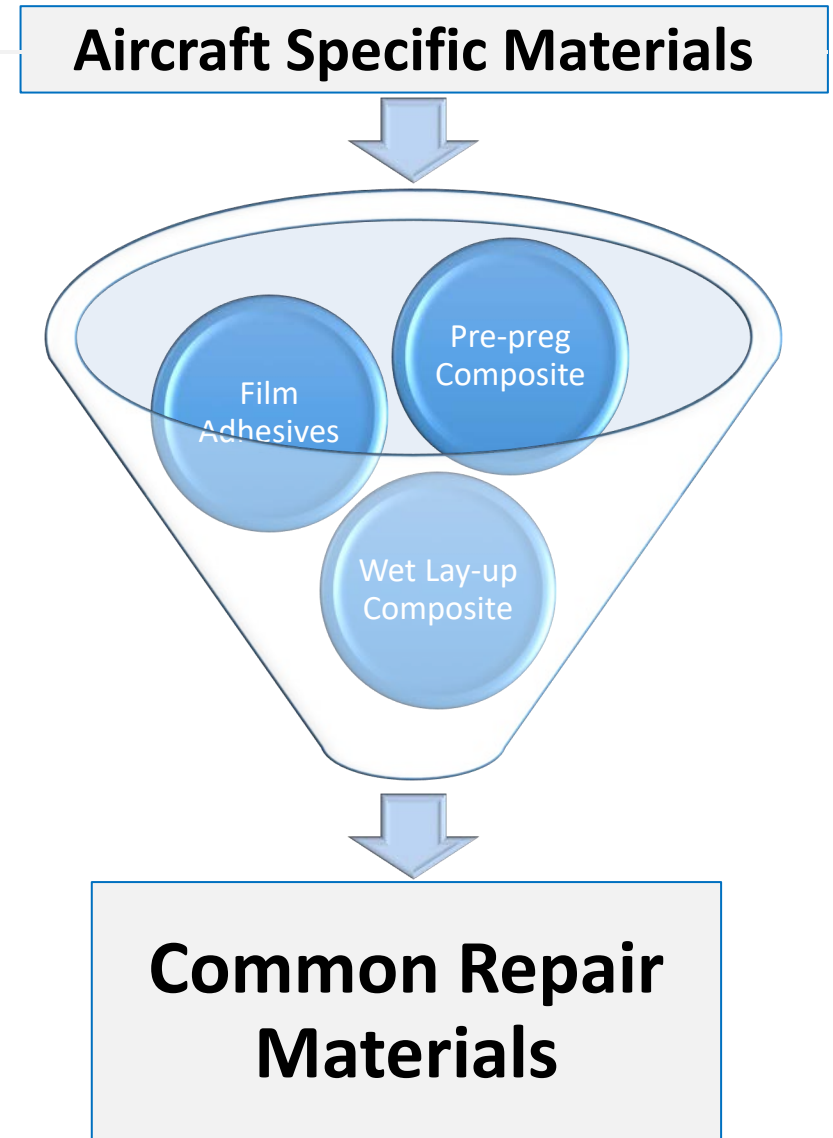 Aircraft Specific Materials
Pre-preg
Composite
Film
Adhesives
Wet Lay-up
Composite
Common Repair
Materials